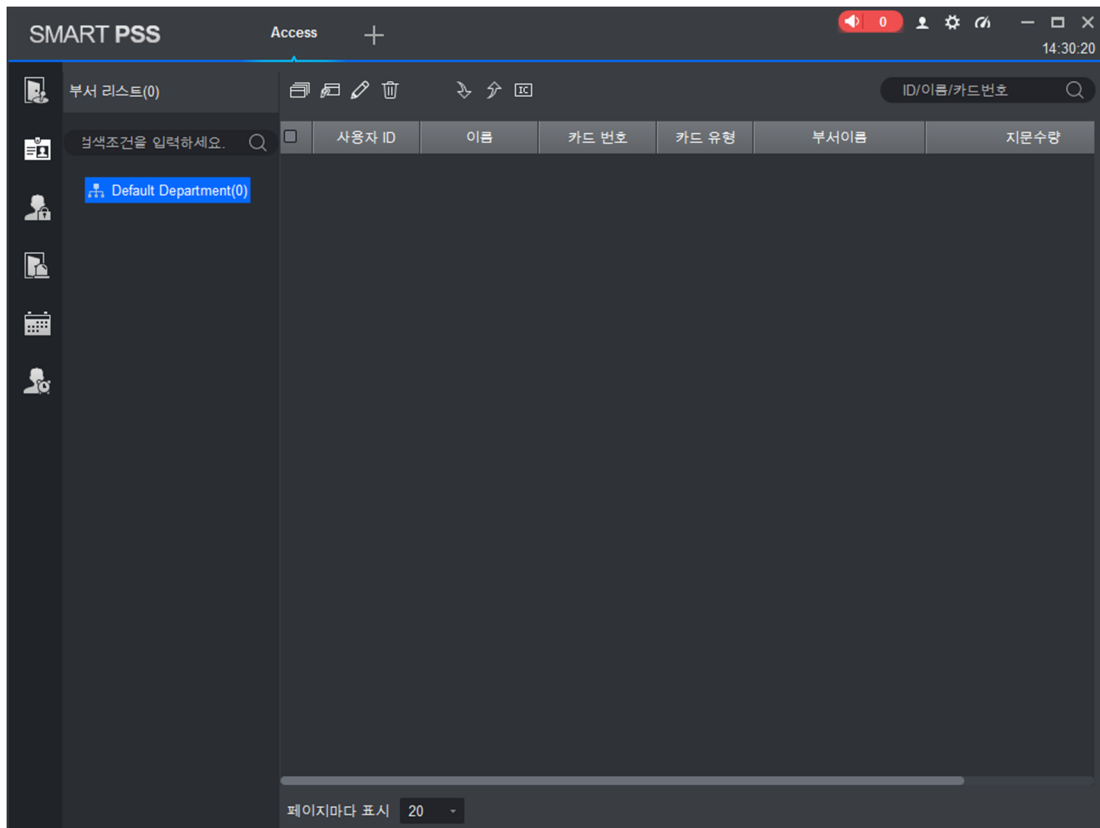 SMART PSS
Access
0
14:30:20
부서 리스트(0)
IC
ID/이름/카드번호
검색조건을 입력하세요.
사용자 ID
이름
카드 번호
카드 유형
부서이름
지문수량
Default Department(0)
페이지마다 표시
20